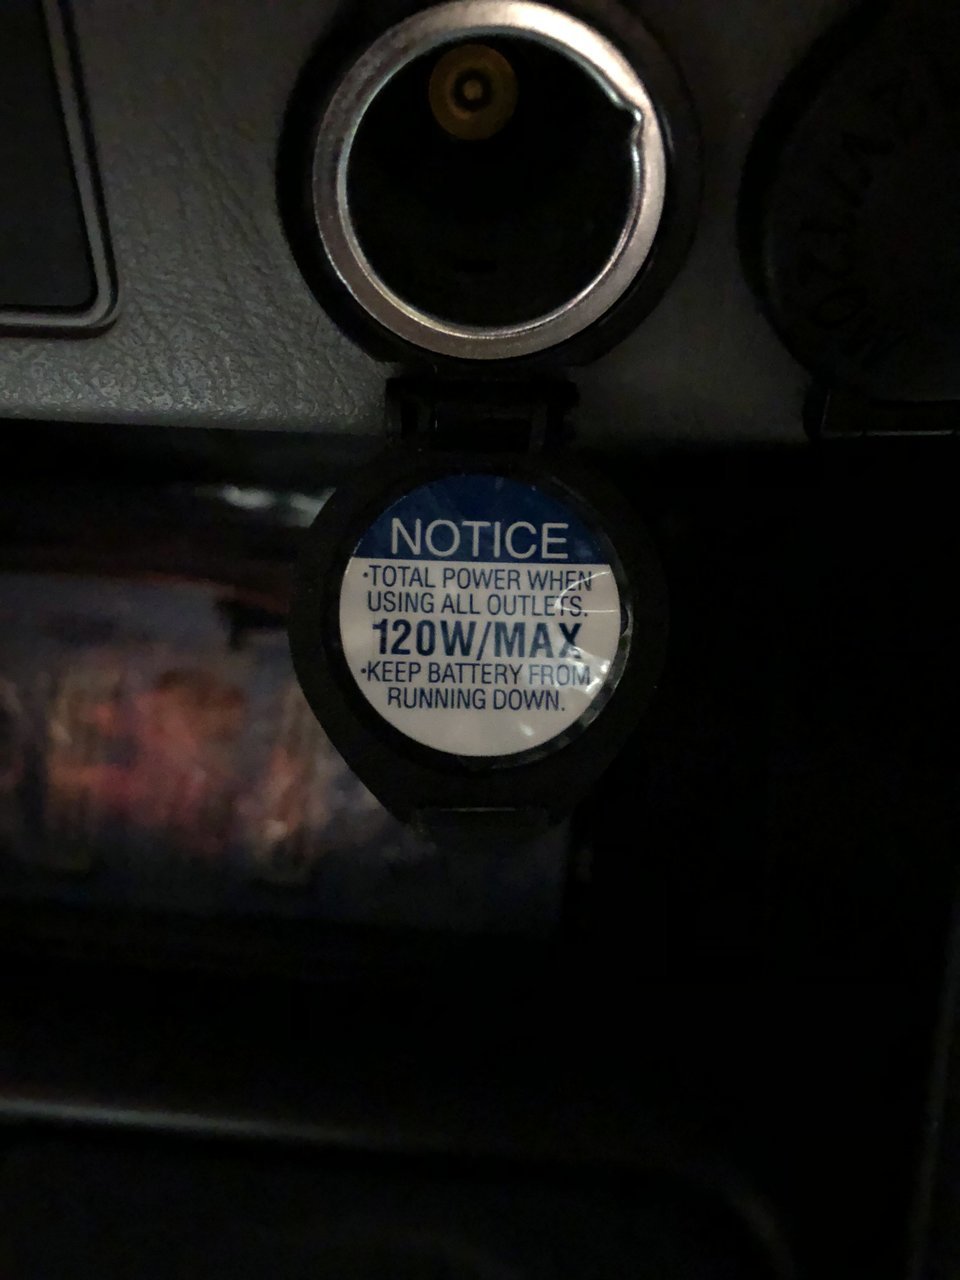 NOTICE
•TOTAL POWER WHEN
USING ALL OUTLETS.
120W/MAX
•KEEP BATTERY FROM
RUNNING DOWN.